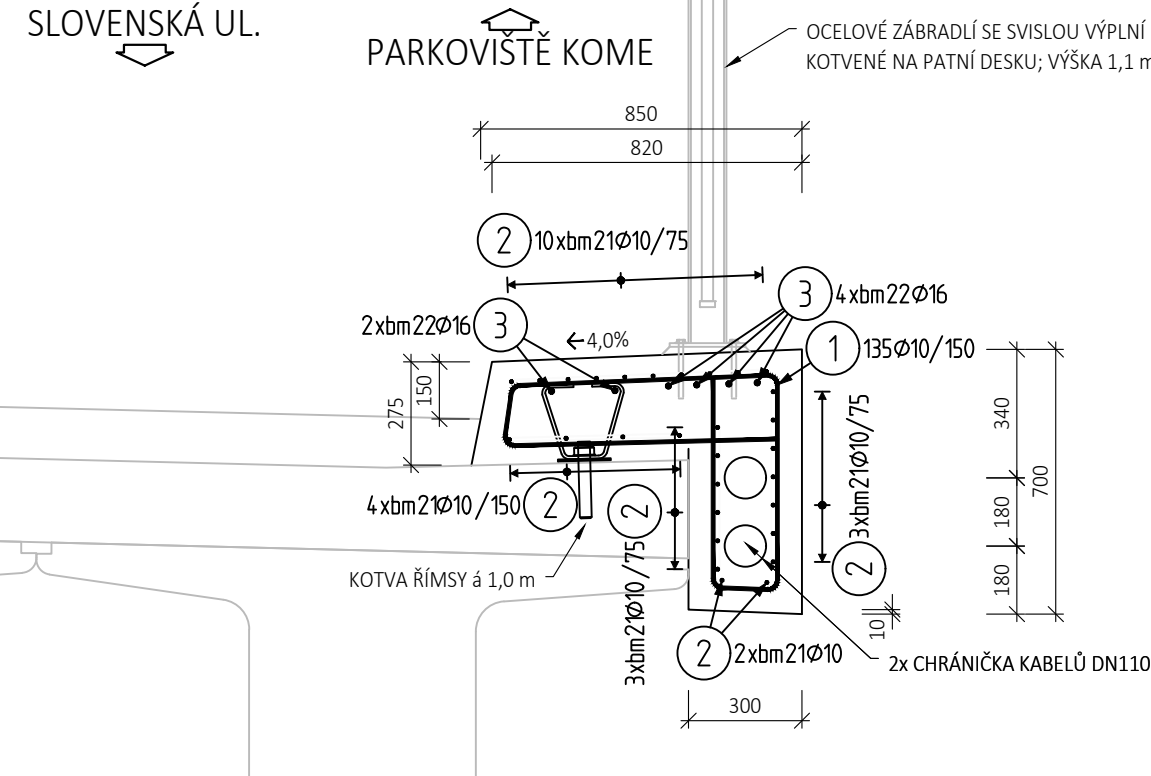 SLOVENSKÁ UL.
PARKOVIŠTĚ KOME
OCELOVÉ ZÁBRADLÍ SE SVISLOU VÝPLNÍ
KOTVENÉ NA PATNÍ DESKU; VÝŠKA 1,1 m
850
820
2 10xbm21Ø10/75
2xbm22Ø16 3
3 4xbm22Ø16
4,0%
1 135Ø10/150
275
150
340
700
180
180
10
3xbm21Ø10/75
2
4xbm21Ø10/150 2
2
3xbm21Ø10/75
KOTVA ŘÍMSY á 1,0 m
2 2xbm21Ø10
2x CHRÁNIČKA KABELŮ DN110
300